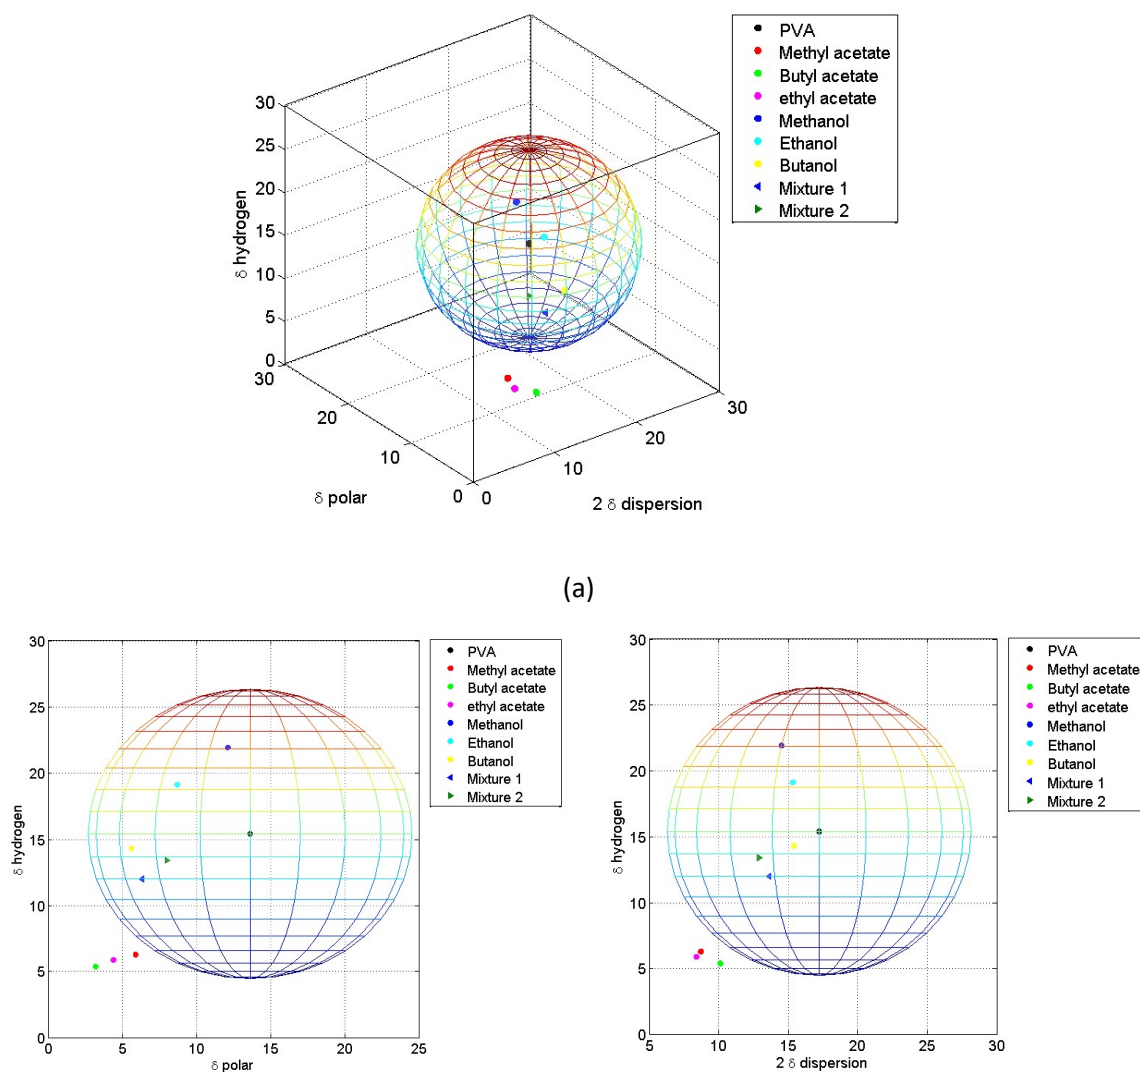 PVA
Methyl acetate
Butyl acetate
ethyl acetate
Methanol
Ethanol
Butanol
Mixture 1
Mixture 2
30
25
20
15
10
5
0
δ hydrogen
30
20
10
0
δ polar
0
10
20
30
2 δ dispersion
(a)
30
25
20
15
10
5
0
δ hydrogen
0
5
10
15
20
25
δ polar
PVA
Methyl acetate
Butyl acetate
ethyl acetate
Methanol
Ethanol
Butanol
Mixture 1
Mixture 2
30
25
20
15
10
5
0
δ hydrogen
5
10
15
20
25
30
2 δ dispersion
PVA
Methyl acetate
Butyl acetate
ethyl acetate
Methanol
Ethanol
Butanol
Mixture 1
Mixture 2